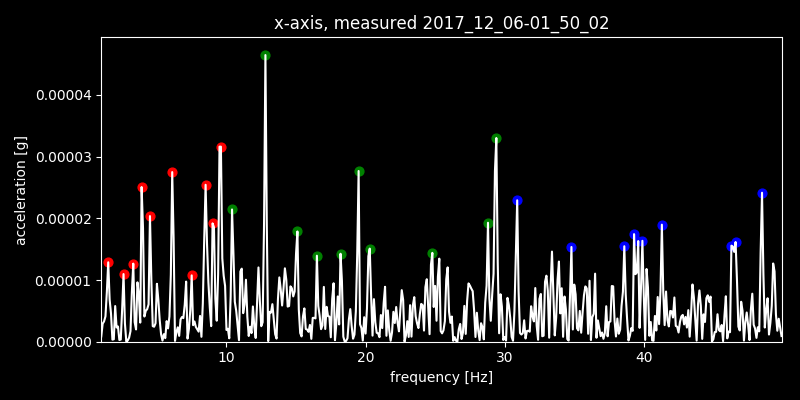 x-axis, measured 2017_12_06-01_50_02
acceleration [g]
0.00004
0.00003
0.00002
0.00001
0.00000
10 20 30 40
frequency [Hz]